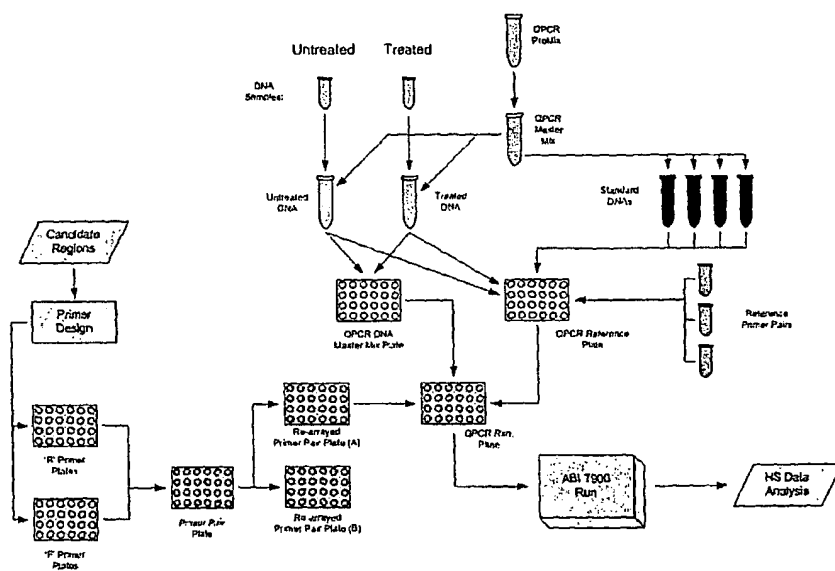 Untreated
Treated
QPCR
PreMix
DNA
Samples:
QPCR
Master
Mix
Untreated
DNA
Treated
DNA
Standard
DNAs
Candidate
Regions
Primer
Design
QPCR DNA
Master Mix Plate
QPCR Reference
Plate
Reference
Primer Pairs
"R" Primer
Plates
"F" Primer
Plates
Primer Pair
Plate
Re-arrayed
Primer Pair Plate (A)
Re-arrayed
Primer Pair Plate (B)
QPCR Run
Plate
ABI 7900
Run
HS Data
Analysis